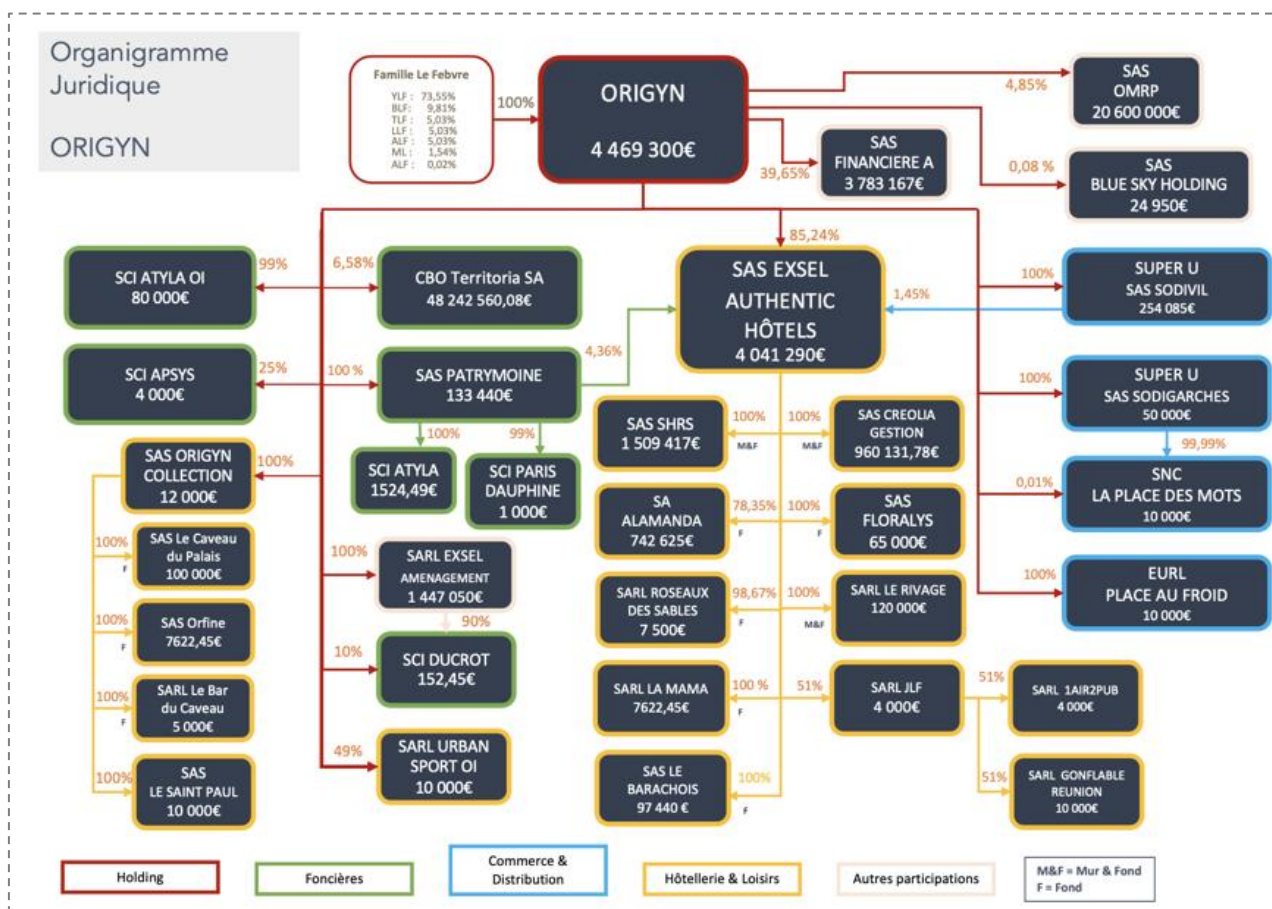 Organigramme
Juridique
ORIGYN
Famille Le Febvre
YLF : 73,55%
BLF: 9,81%
TLF : 5,03%
LLF : 5,03%
ALF : 5,03%
ML : 1,54%
ALF : 0,02%
100%
ORIGYN
4 469 300€
4,85%
SAS
OMRP
20 600 000€
39,65%
SAS
FINANCIERE A
3 783 167€
0,08 %
SAS
BLUE SKY HOLDING
24 950€
85,24%
SCI ATYLA OI
80 000€
99%
6,58%
CBO Territoria SA
48 242 560,08€
SAS EXSEL
AUTHENTIC
HÔTELS
4 041 290€
1,45%
100%
SUPER U
SAS SODIVIL
254 085€
SCI APSYS
4 000€
25%
100 %
SAS PATRYMOINE
133 440€
4,36%
100%
SUPER U
SAS SODIGARCHES
50 000€
100%
SCI ATYLA
1524,49€
99%
SCI PARIS
DAUPHINE
1 000€
SAS ORIGYN
COLLECTION
12 000€
100%
SAS SHRS
1 509 417€
100%
M&F
100%
M&F
SAS CREOLIA
GESTION
960 131,78€
99,99%
0,01%
SNC
LA PLACE DES MOTS
10 000€
100%
F
SAS Le Caveau
du Palais
100 000€
100%
SARL EXSEL
AMENAGEMENT
1 447 050€
SA
ALAMANDA
742 625€
78,35%
F
100%
F
SAS
FLORALYS
65 000€
100%
EURL
PLACE AU FROID
10 000€
100%
F
SAS Orfine
7622,45€
90%
10%
SCI DUCROT
152,45€
SARL ROSEAUX
DES SABLES
7 500€
98,67%
F
100%
M&F
SARL LE RIVAGE
120 000€
100%
F
SARL Le Bar
du Caveau
5 000€
SARL LA MAMA
7622,45€
100 %
F
51%
SARL JLF
4 000€
51%
SARL 1AIR2PUB
4 000€
100%
SAS
LE SAINT PAUL
10 000€
49%
SARL URBAN
SPORT OI
10 000€
SAS LE
BARACHOIS
97 440 €
100%
F
51%
SARL GONFLABLE
REUNION
10 000€
Holding
Foncières
Commerce &
Distribution
Hôtellerie & Loisirs
Autres participations
M&F = Mur & Fond
F = Fond